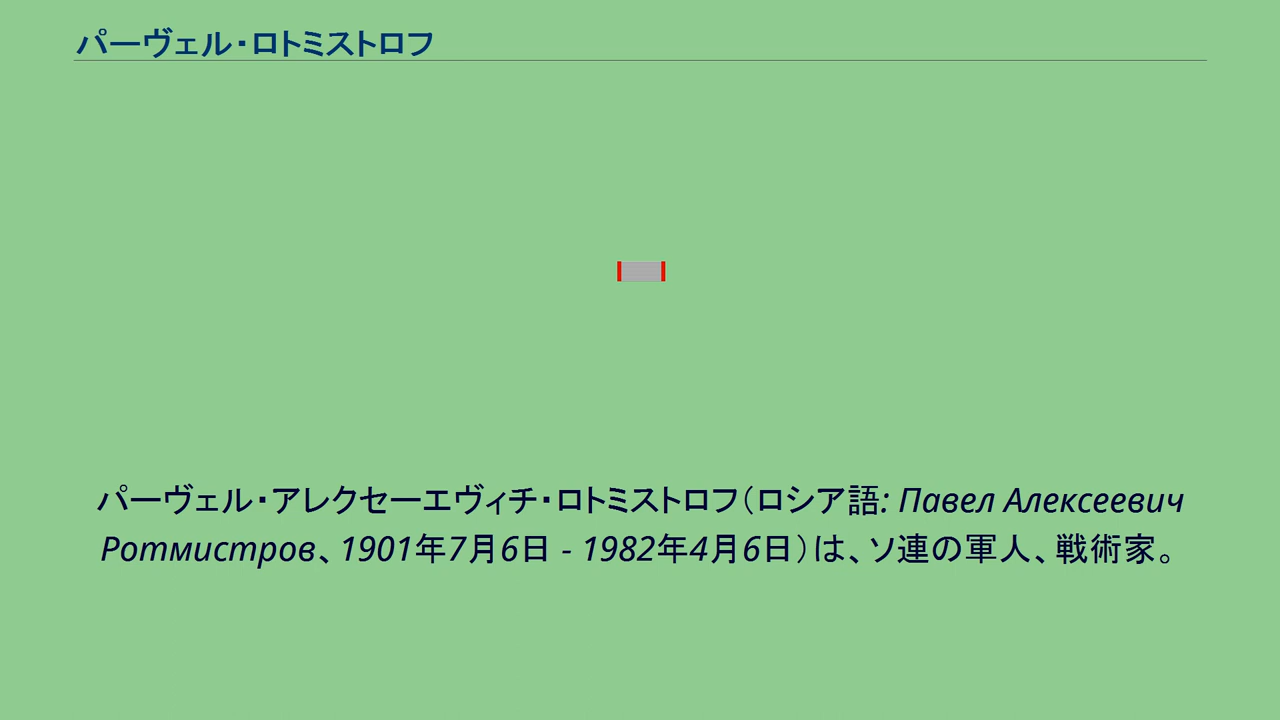 パーヴェル・ロトミストロフ
パーヴェル・アレクセーエヴィチ・ロトミストロフ（ロシア語: Павел Алексеевич
Ротмистров、1901年7月6日 - 1982年4月6日）は、ソ連の軍人、戦術家。